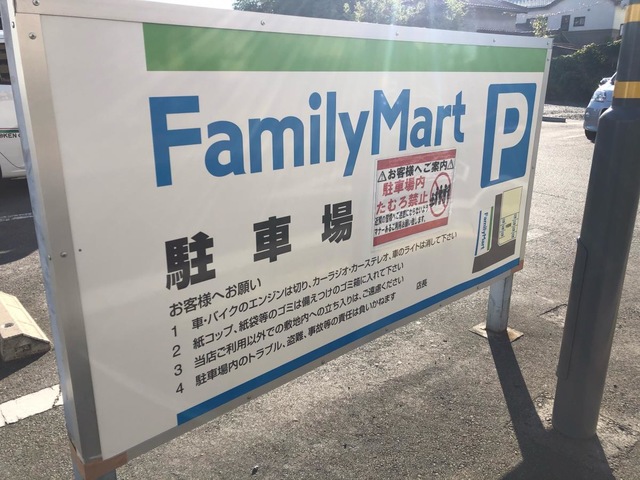 FamilyMart P
⚠お客様へご案内⚠
駐車場内
たむろ禁止
駐車場
FamilyMart
お客様へお願い
1 車・バイクのエンジンは切り、カーラジオ・カーステレオ、車のライトは消して下さい
2 紙コップ、紙袋等のゴミは備えつけのゴミ箱に入れて下さい
3 当店ご利用以外での敷地内への立ち入りは、ご遠慮ください
4 駐車場内のトラブル、盗難、事故等の責任は負いかねます
店長